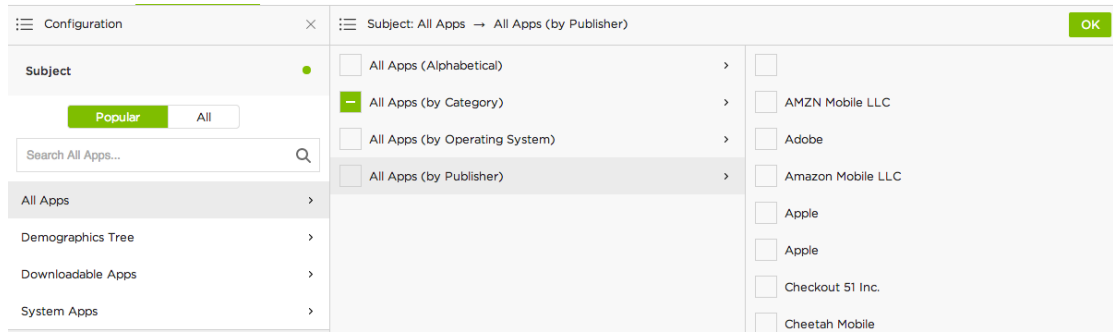 Configuration
Subject: All Apps → All Apps (by Publisher)
OK
Subject
Popular
All
Search All Apps...
All Apps
Demographics Tree
Downloadable Apps
System Apps
All Apps (Alphabetical)
All Apps (by Category)
All Apps (by Operating System)
All Apps (by Publisher)
AMZN Mobile LLC
Adobe
Amazon Mobile LLC
Apple
Apple
Checkout 51 Inc.
Cheetah Mobile